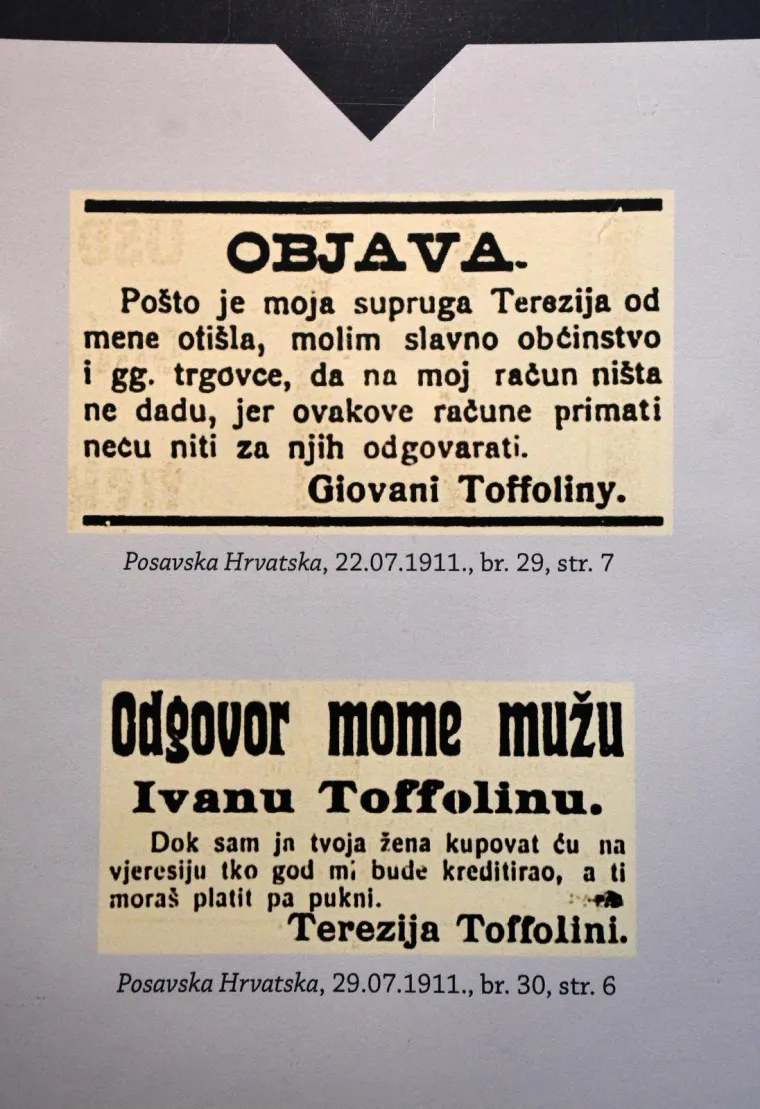 OBJAVA.
Pošto je moja supruga Terezija od
mene otišla, molim slavno obćinstvo
i gg. trgovce, da na moj račun ništa
ne dadu, jer ovakove račune primati
neću niti za njih odgovarati.
Giovani Toffoliny.
Posavska Hrvatska, 22.07.1911., br. 29, str. 7
Odgovor mome mužu
Ivanu Toffolinu.
Dok sam ja tvoja žena kupovat ću na
vjeresiju tko god mi bude kreditirao, a ti
moraš platit pa pukni.
Terezija Toffolini.
Posavska Hrvatska, 29.07.1911., br. 30, str. 6